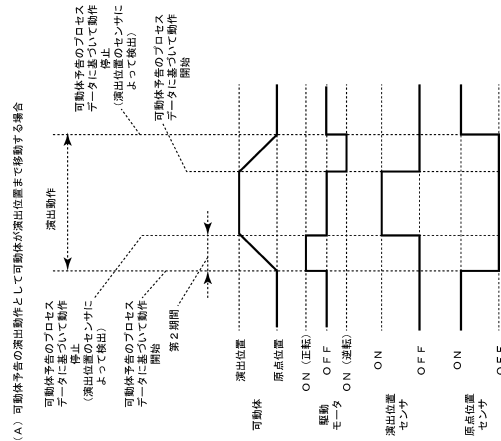 （A）可動体予告の演出動作として可動体が演出位置まで移動する場合
演出動作
可動体予告のプロセス
データに基づいて動作
停止
（演出位置のセンサに
よって検出）
可動体予告のプロセス
データに基づいて動作
開始
第２期間
可動体予告のプロセス
データに基づいて動作
停止
（演出位置のセンサに
よって検出）
可動体予告のプロセス
データに基づいて動作
開始
可動体
演出位置
原点位置
駆動
モータ
ＯＮ（正転）
ＯＦＦ
ＯＮ（逆転）
演出位置
センサ
ＯＮ
ＯＦＦ
原点位置
センサ
ＯＮ
ＯＦＦ